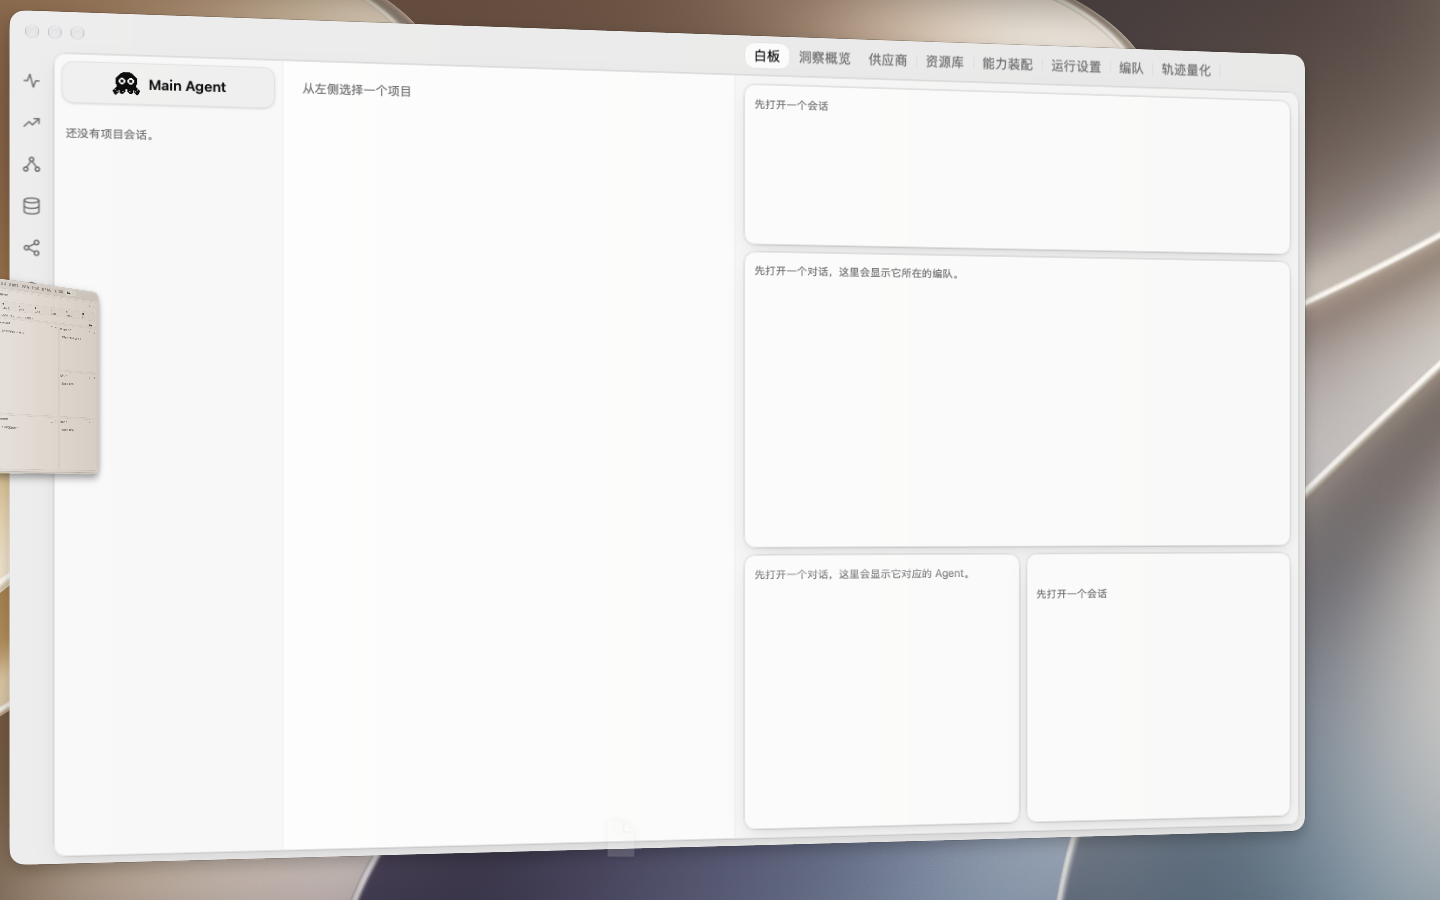 白板
洞察概览
供应商
资源库
能力装配
运行设置
编队
轨迹量化
Main Agent
还没有项目会话。
从左侧选择一个项目
先打开一个会话
先打开一个对话，这里会显示它所在的编队。
先打开一个对话，这里会显示它对应的 Agent。
先打开一个会话